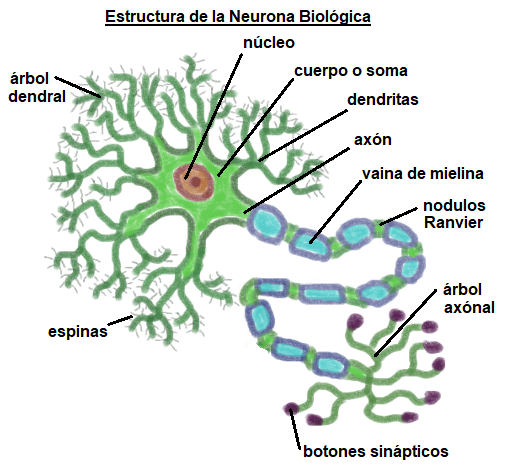 Estructura de la Neurona Biológica
núcleo
árbol
dendral
cuerpo o soma
dendritas
axón
vaina de mielina
nodulos
Ranvier
árbol
axónal
espinas
botones sinápticos